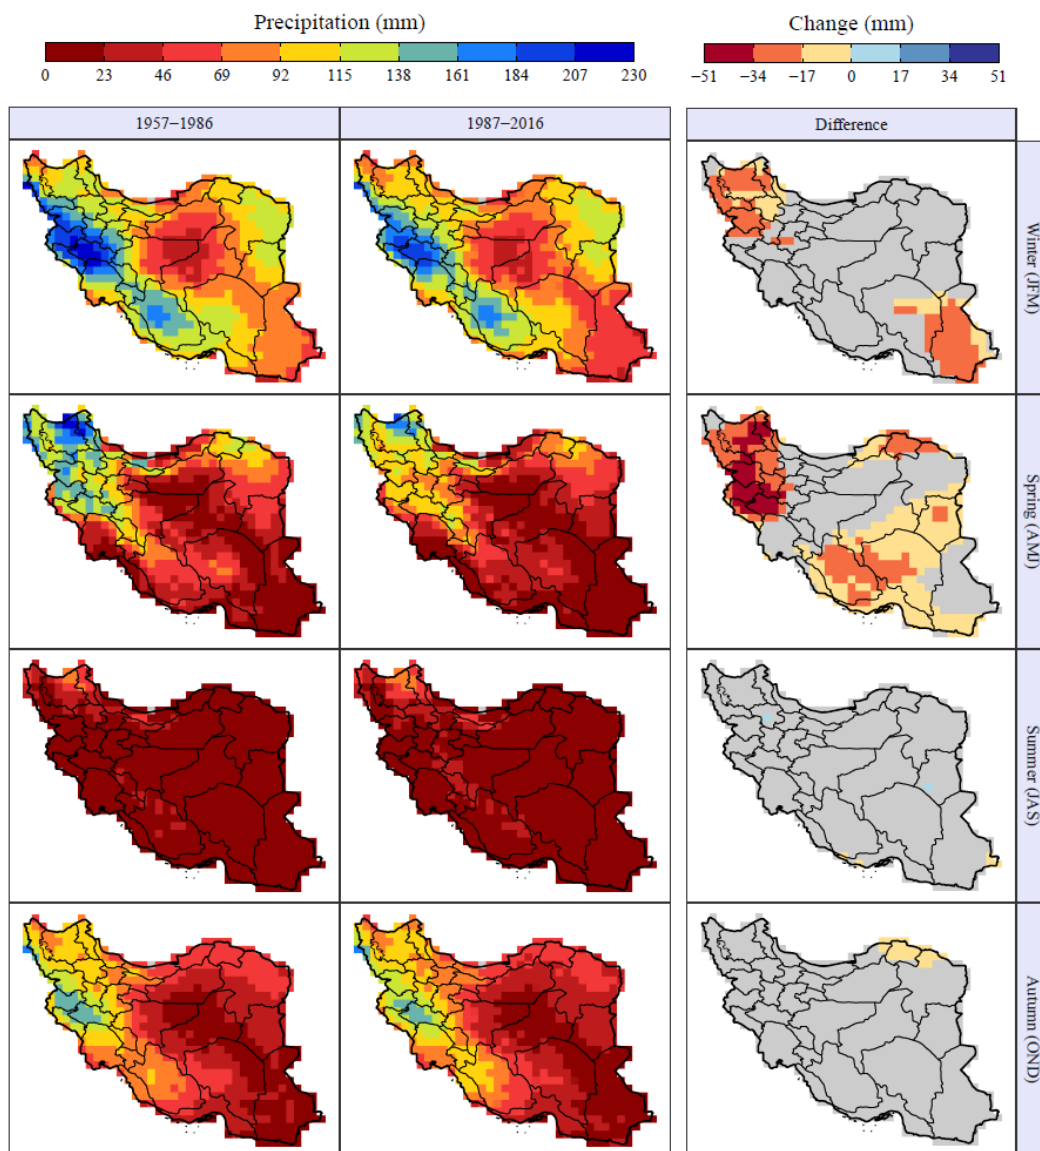 Precipitation (mm)
0 23 46 69 92 115 138 161 184 207 230
Change (mm)
−51 −34 −17 0 17 34 51
1957–1986
1987–2016
Difference
Winter (JFM)
Spring (AMJ)
Summer (JAS)
Autumn (OND)